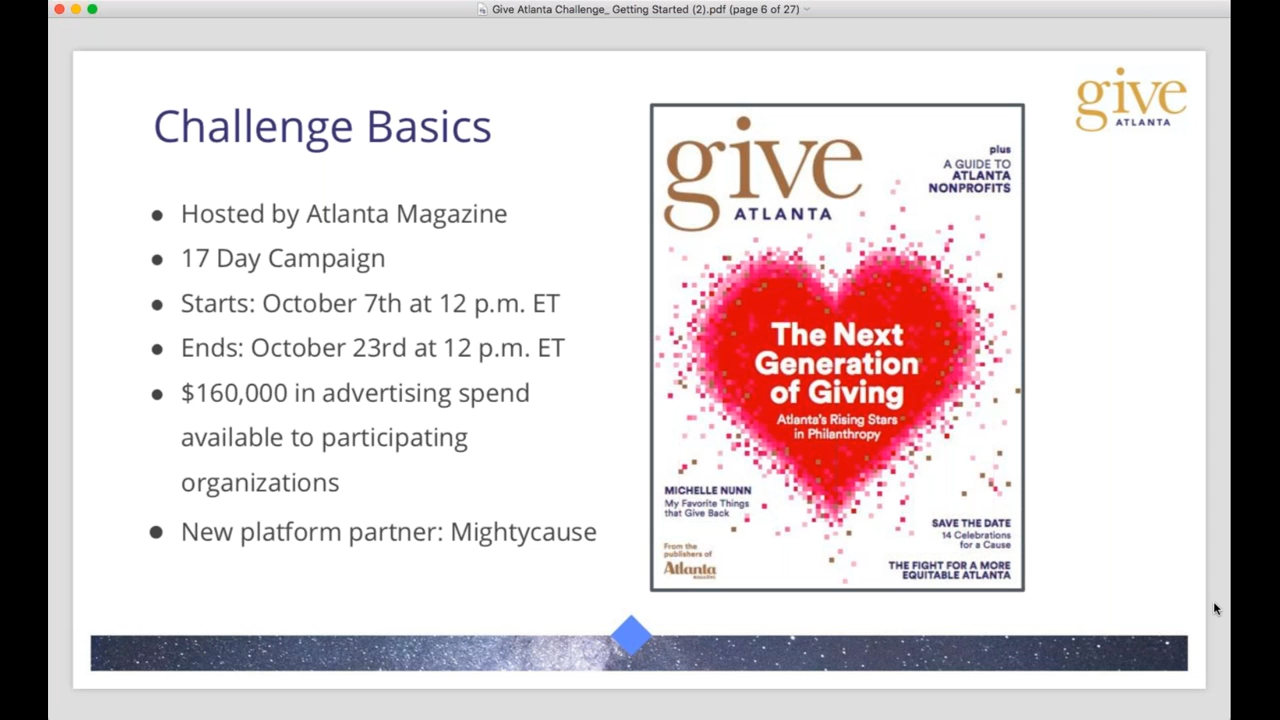 Give Atlanta Challenge_ Getting Started (2).pdf (page 6 of 27)
give
ATLANTA
Challenge Basics
● Hosted by Atlanta Magazine
● 17 Day Campaign
● Starts: October 7th at 12 p.m. ET
● Ends: October 23rd at 12 p.m. ET
● $160,000 in advertising spend
available to participating
organizations
● New platform partner: Mightycause
give
ATLANTA
plus
A GUIDE TO
ATLANTA
NONPROFITS
The Next
Generation
of Giving
Atlanta's Rising Stars
in Philanthropy
MICHELLE NUNN
My Favorite Things
that Give Back
From the
publishers of
Atlanta
MAGAZINE
SAVE THE DATE
14 Celebrations
for a Cause
THE FIGHT FOR A MORE
EQUITABLE ATLANTA